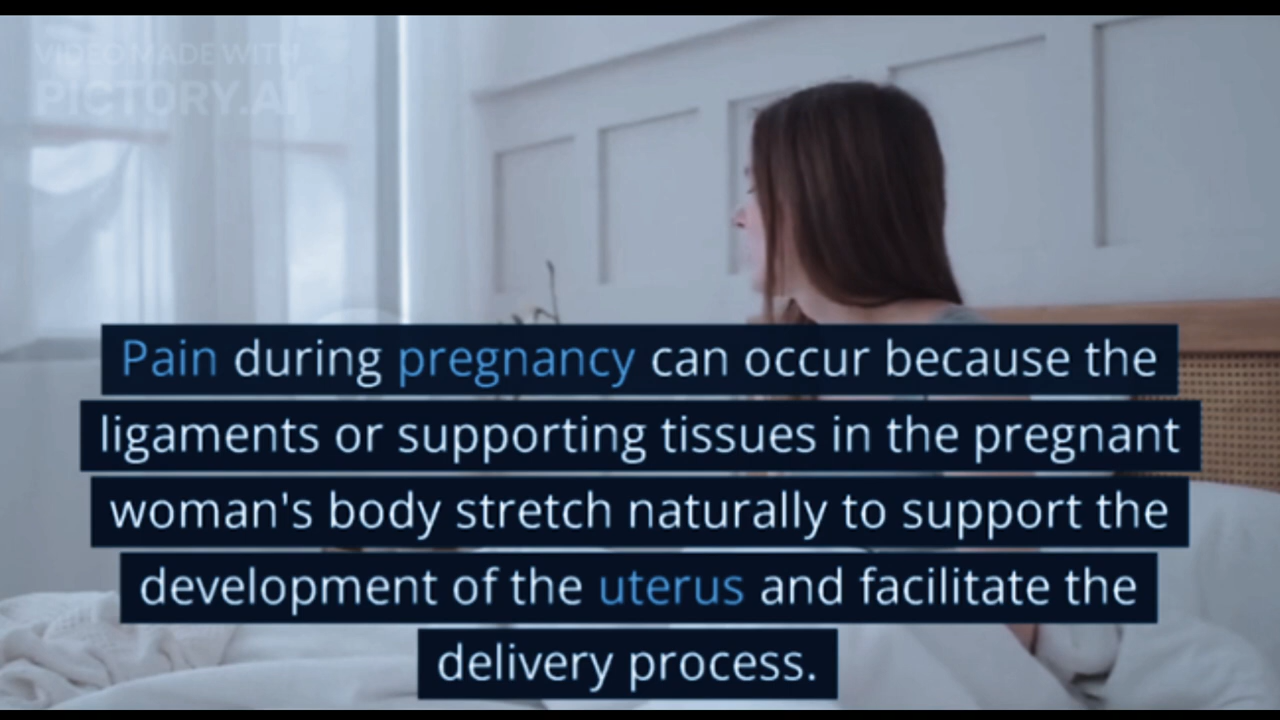 VIDEO MADE WITH
PICTORY.AI
Pain during pregnancy can occur because the
ligaments or supporting tissues in the pregnant
woman's body stretch naturally to support the
development of the uterus and facilitate the
delivery process.